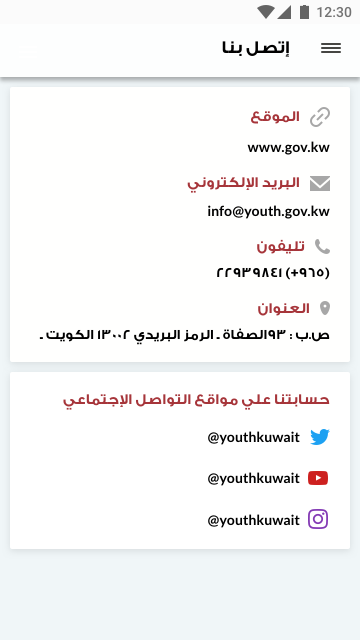 12:30
إتصل بنا
الموقع
www.gov.kw
البريد الإلكتروني
info@youth.gov.kw
تليفون
(٩٦٥+) ٢٢٩٣٩٨٤١
العنوان
ص.ب : ٩٣الصفاة ـ الرمز البريدي ١٣٠٠٢ الكويت ـ
حسابتنا علي مواقع التواصل الإجتماعي
@youthkuwait
@youthkuwait
@youthkuwait